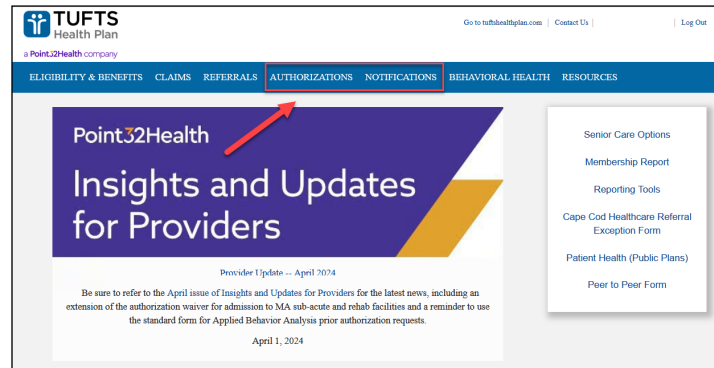 TUFTS
Health Plan
a Point32Health company
Go to tuftshealthplan.com | Contact Us | | Log Out
ELIGIBILITY & BENEFITS CLAIMS REFERRALS AUTHORIZATIONS NOTIFICATIONS BEHAVIORAL HEALTH RESOURCES
Point32Health
Insights and Updates
for Providers
Provider Update -- April 2024
Be sure to refer to the April issue of Insights and Updates for Providers for the latest news, including an
extension of the authorization waiver for admission to MA sub-acute and rehab facilities and a reminder to use
the standard form for Applied Behavior Analysis prior authorization requests.
April 1, 2024
Senior Care Options
Membership Report
Reporting Tools
Cape Cod Healthcare Referral
Exception Form
Patient Health (Public Plans)
Peer to Peer Form